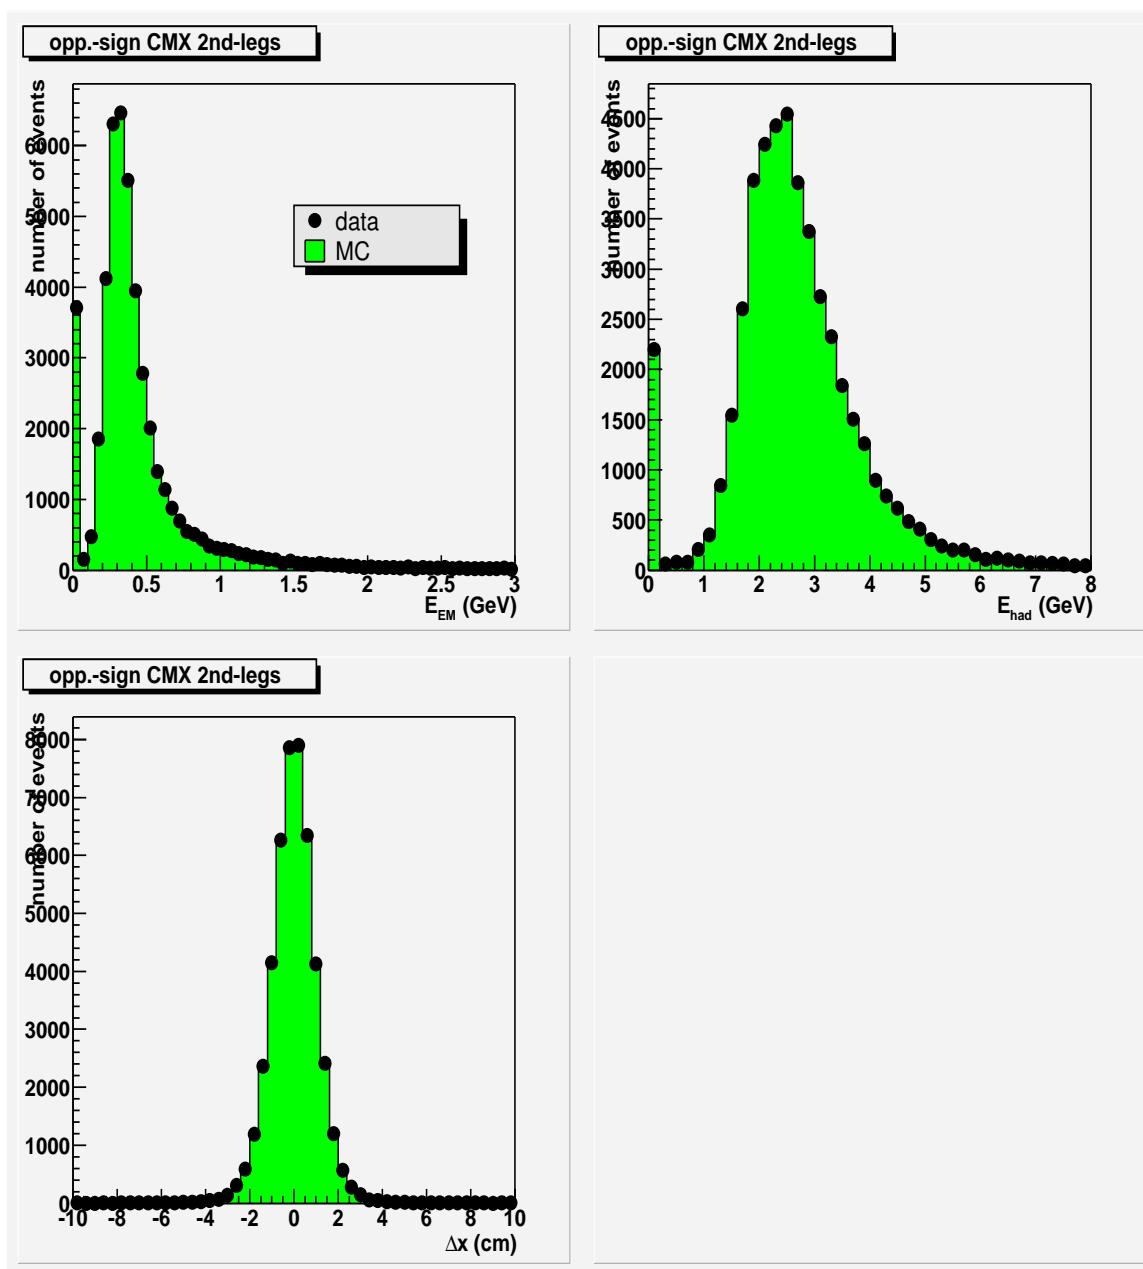 opp.-sign CMX 2nd-legs
number of events
6000
5000
4000
3000
2000
1000
0
data
MC
0 0.5 1 1.5 2 2.5 3
E_EM (GeV)
opp.-sign CMX 2nd-legs
number of events
4500
4000
3500
3000
2500
2000
1500
1000
500
0
0 1 2 3 4 5 6 7 8
E_had (GeV)
opp.-sign CMX 2nd-legs
number of events
8000
7000
6000
5000
4000
3000
2000
1000
0
-10 -8 -6 -4 -2 0 2 4 6 8 10
Δx (cm)